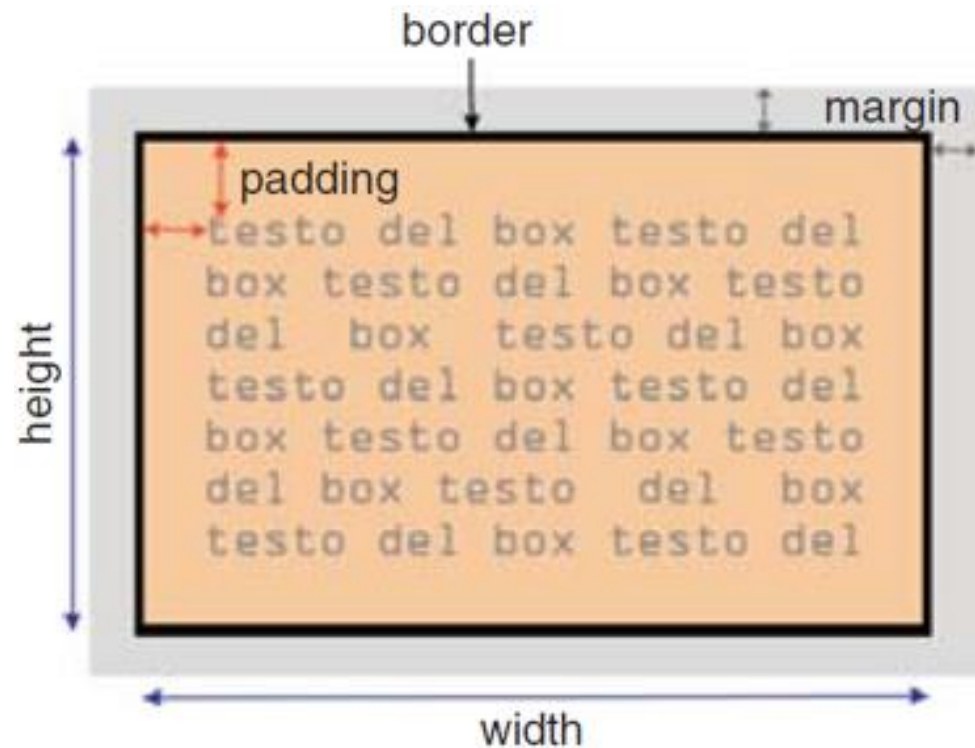 border
margin
padding
testo del box testo del
box testo del box testo
del box testo del box
testo del box testo del
box testo del box testo
del box testo del box
testo del box testo del
height
width